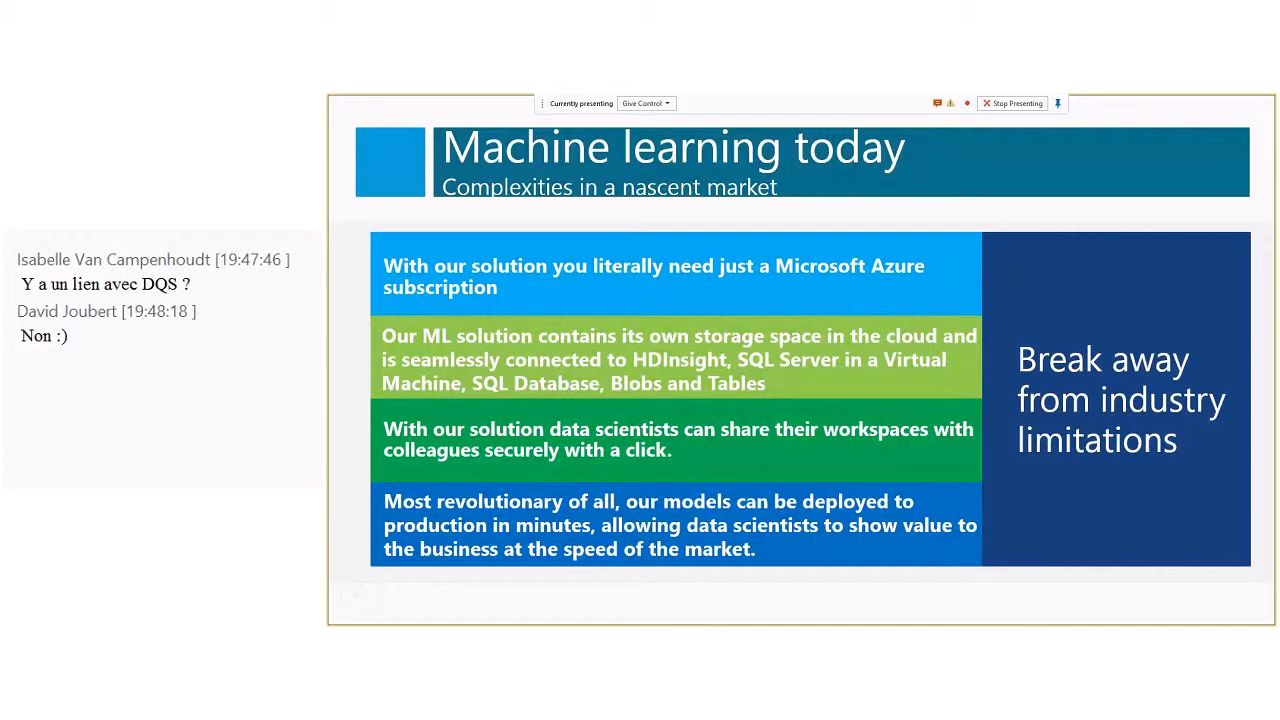 Currently presenting Give Control Stop Presenting
Machine learning today
Complexities in a nascent market
Isabelle Van Campenhoudt [19:47:46 ]
Y a un lien avec DQS ?
David Joubert [19:48:18 ]
Non :)
With our solution you literally need just a Microsoft Azure
subscription
Our ML solution contains its own storage space in the cloud and
is seamlessly connected to HDInsight, SQL Server in a Virtual
Machine, SQL Database, Blobs and Tables
With our solution data scientists can share their workspaces with
colleagues securely with a click.
Most revolutionary of all, our models can be deployed to
production in minutes, allowing data scientists to show value to
the business at the speed of the market.
Break away
from industry
limitations